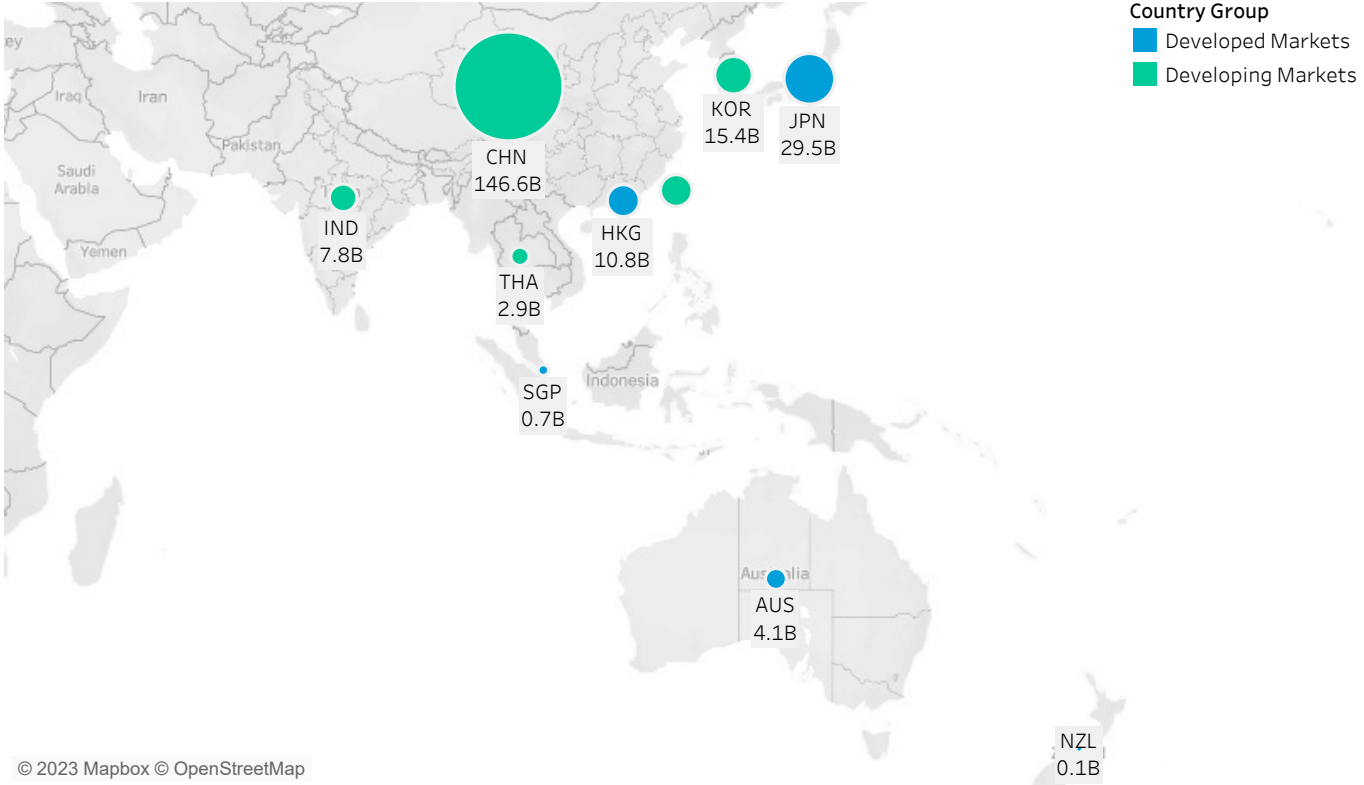 Country Group
Developed Markets
Developing Markets
ey
Iraq
Iran
Pakistan
Saudi
Arabia
Yemen
CHN
146.6B
KOR
15.4B
JPN
29.5B
IND
7.8B
HKG
10.8B
THA
2.9B
Indonesia
SGP
0.7B
AUS
4.1B
NZL
0.1B
© 2023 Mapbox © OpenStreetMap